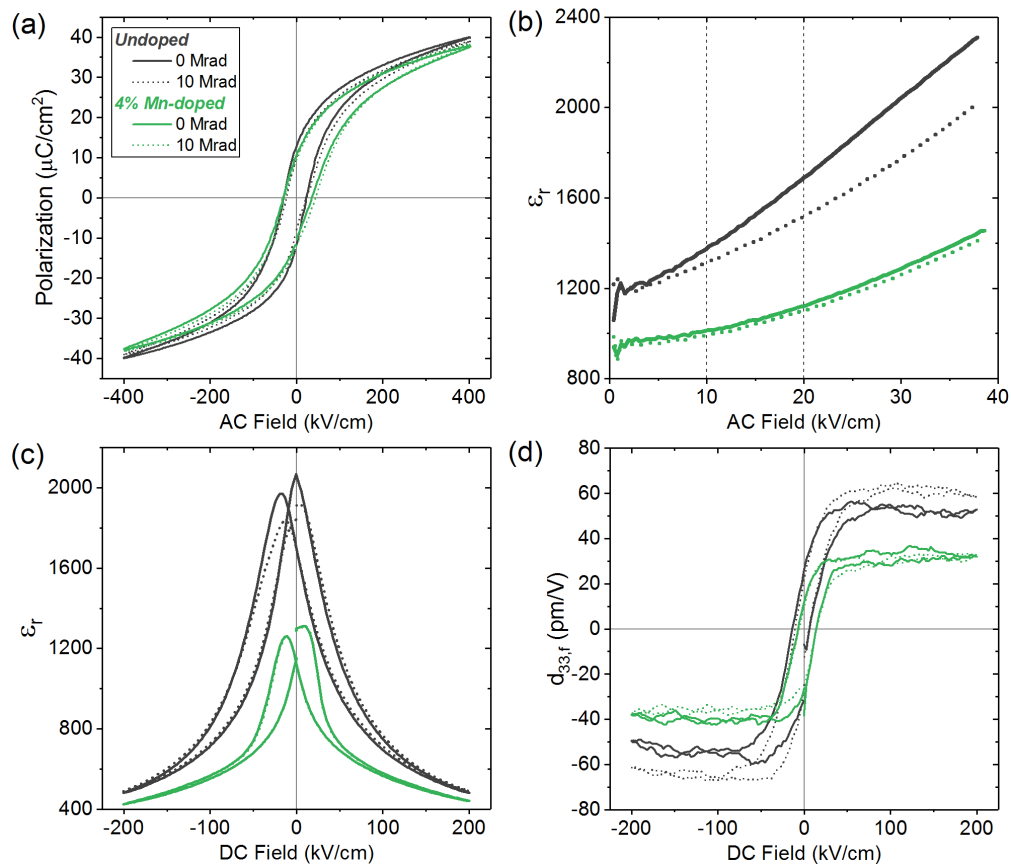 (a)
Undoped
0 Mrad
10 Mrad
4% Mn-doped
0 Mrad
10 Mrad
Polarization (μC/cm²)
40
30
20
10
0
-10
-20
-30
-40
-400
-200
0
200
400
AC Field (kV/cm)
(b)
εr
2400
2000
1600
1200
800
0
10
20
30
40
AC Field (kV/cm)
(c)
εr
2000
1600
1200
800
400
-200
-100
0
100
200
DC Field (kV/cm)
(d)
d33,f (pm/V)
80
60
40
20
0
-20
-40
-60
-80
-200
-100
0
100
200
DC Field (kV/cm)